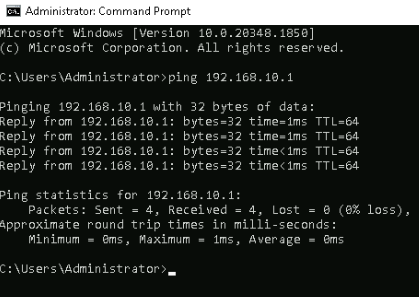 Administrator: Command Prompt
Microsoft Windows [Version 10.0.20348.1850]
(c) Microsoft Corporation. All rights reserved.
C:\Users\Administrator>ping 192.168.10.1
Pinging 192.168.10.1 with 32 bytes of data:
Reply from 192.168.10.1: bytes=32 time=1ms TTL=64
Reply from 192.168.10.1: bytes=32 time=1ms TTL=64
Reply from 192.168.10.1: bytes=32 time<1ms TTL=64
Reply from 192.168.10.1: bytes=32 time<1ms TTL=64
Ping statistics for 192.168.10.1:
Packets: Sent = 4, Received = 4, Lost = 0 (0% loss),
Approximate round trip times in milli-seconds:
Minimum = 0ms, Maximum = 1ms, Average = 0ms
C:\Users\Administrator>